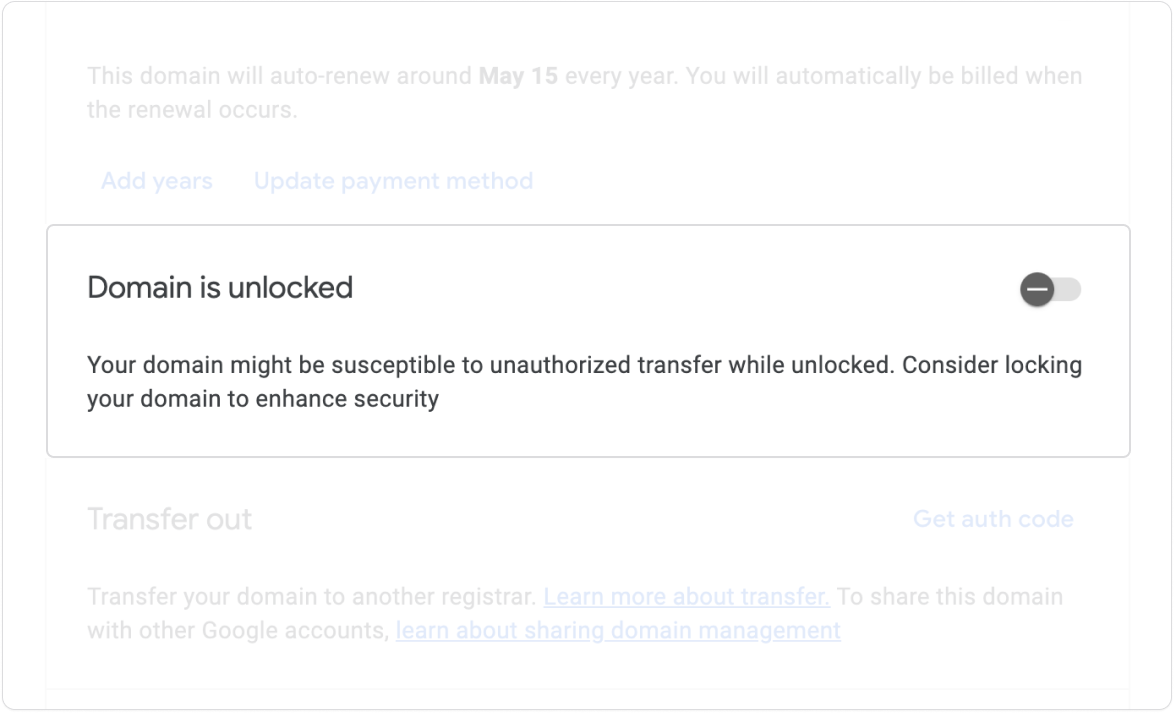 This domain will auto-renew around May 15 every year. You will automatically be billed when
the renewal occurs.
Add years Update payment method
Domain is unlocked
Your domain might be susceptible to unauthorized transfer while unlocked. Consider locking
your domain to enhance security
Transfer out Get auth code
Transfer your domain to another registrar. Learn more about transfer. To share this domain
with other Google accounts, learn about sharing domain management